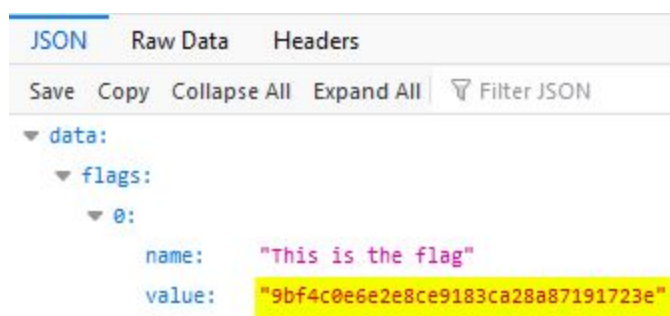 JSON Raw Data Headers
Save Copy Collapse All Expand All Filter JSON
data:
flags:
0:
name: "This is the flag"
value: "9bf4c0e6e2e8ce9183ca28a87191723e"